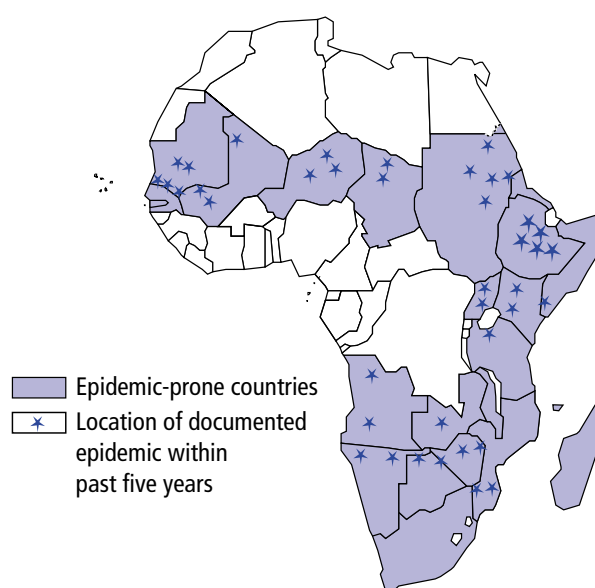 Epidemic-prone countries
Location of documented
epidemic within
past five years